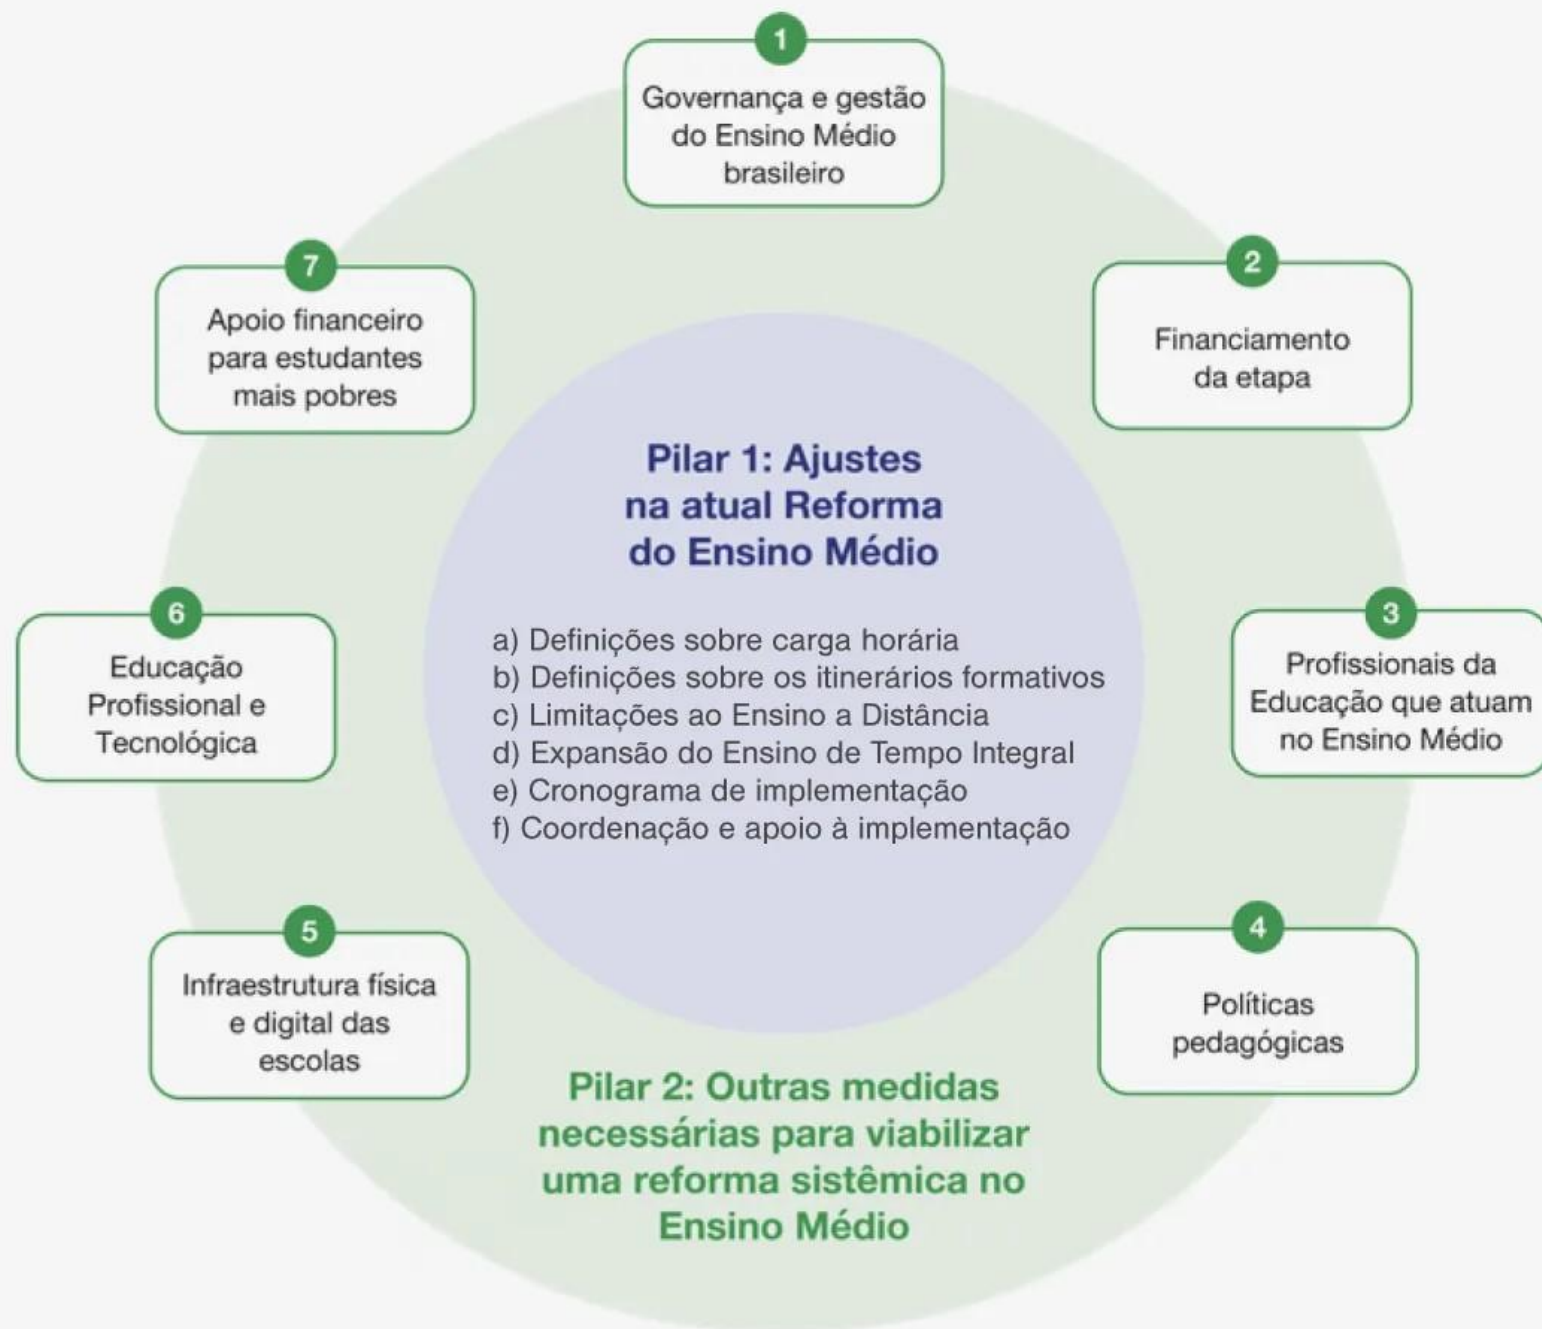 1
Governança e gestão
do Ensino Médio
brasileiro
2
Financiamento
da etapa
3
Profissionais da
Educação que atuam
no Ensino Médio
4
Políticas
pedagógicas
5
Infraestrutura física
e digital das
escolas
6
Educação
Profissional e
Tecnológica
7
Apoio financeiro
para estudantes
mais pobres
Pilar 1: Ajustes
na atual Reforma
do Ensino Médio
a) Definições sobre carga horária
b) Definições sobre os itinerários formativos
c) Limitações ao Ensino a Distância
d) Expansão do Ensino de Tempo Integral
e) Cronograma de implementação
f) Coordenação e apoio à implementação
Pilar 2: Outras medidas
necessárias para viabilizar
uma reforma sistêmica no
Ensino Médio